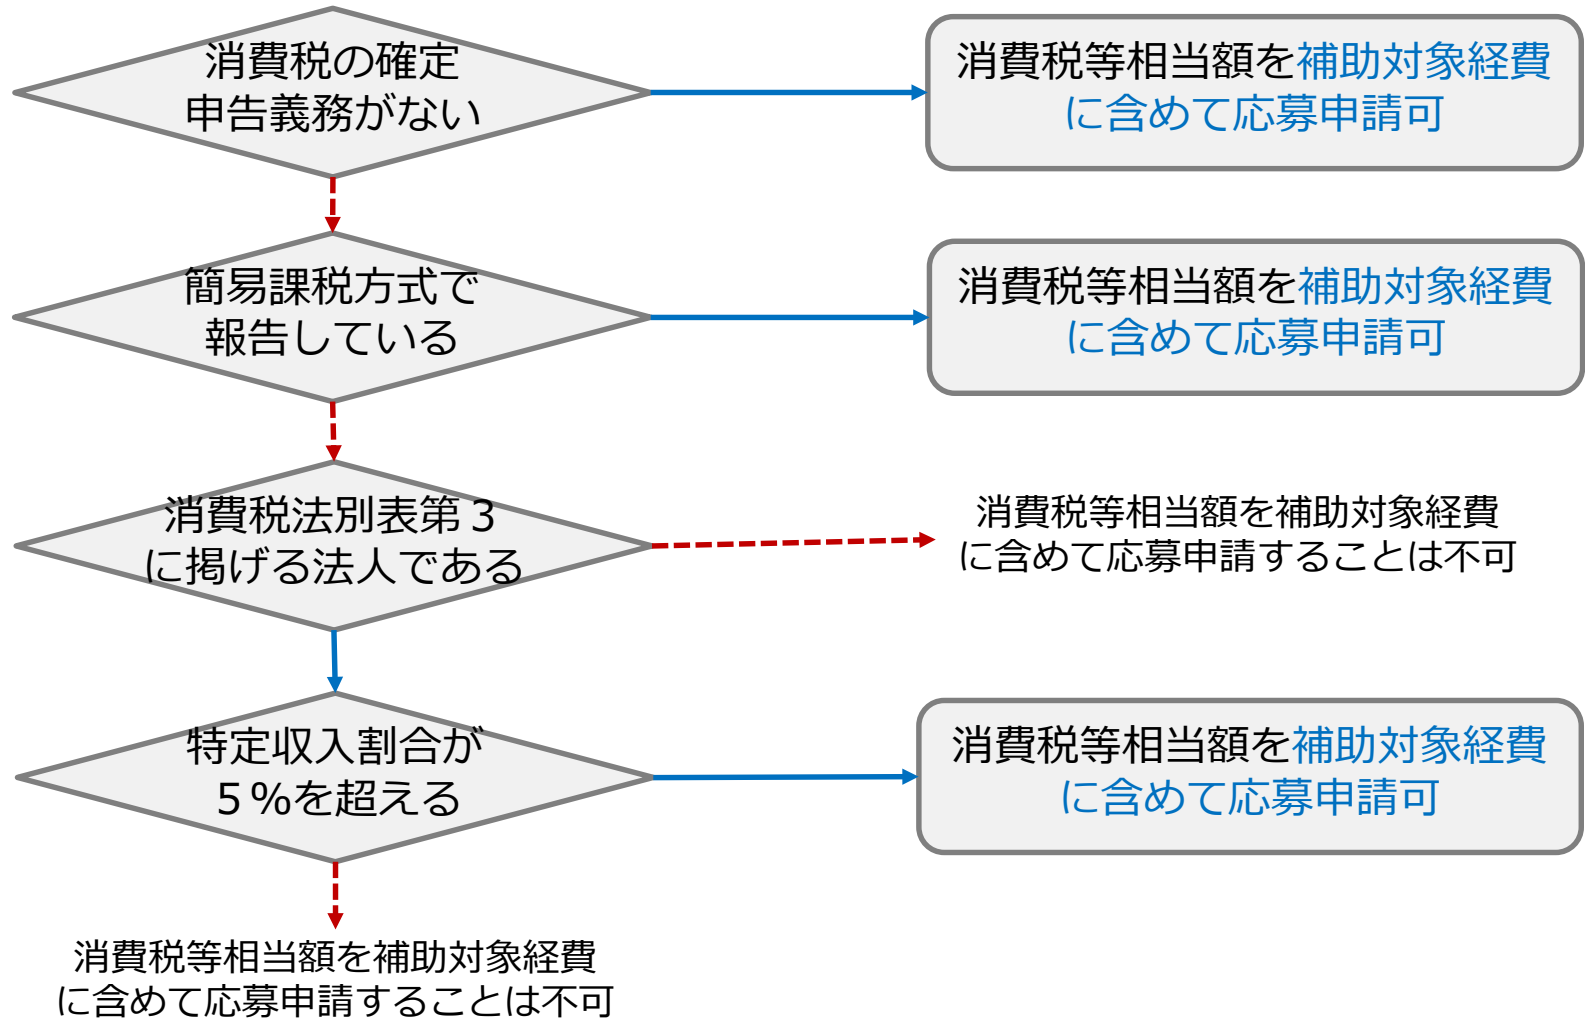 消費税の確定
申告義務がない
消費税等相当額を補助対象経費
に含めて応募申請可
簡易課税方式で
報告している
消費税等相当額を補助対象経費
に含めて応募申請可
消費税法別表第３
に掲げる法人である
消費税等相当額を補助対象経費
に含めて応募申請することは不可
特定収入割合が
５％を超える
消費税等相当額を補助対象経費
に含めて応募申請可
消費税等相当額を補助対象経費
に含めて応募申請することは不可